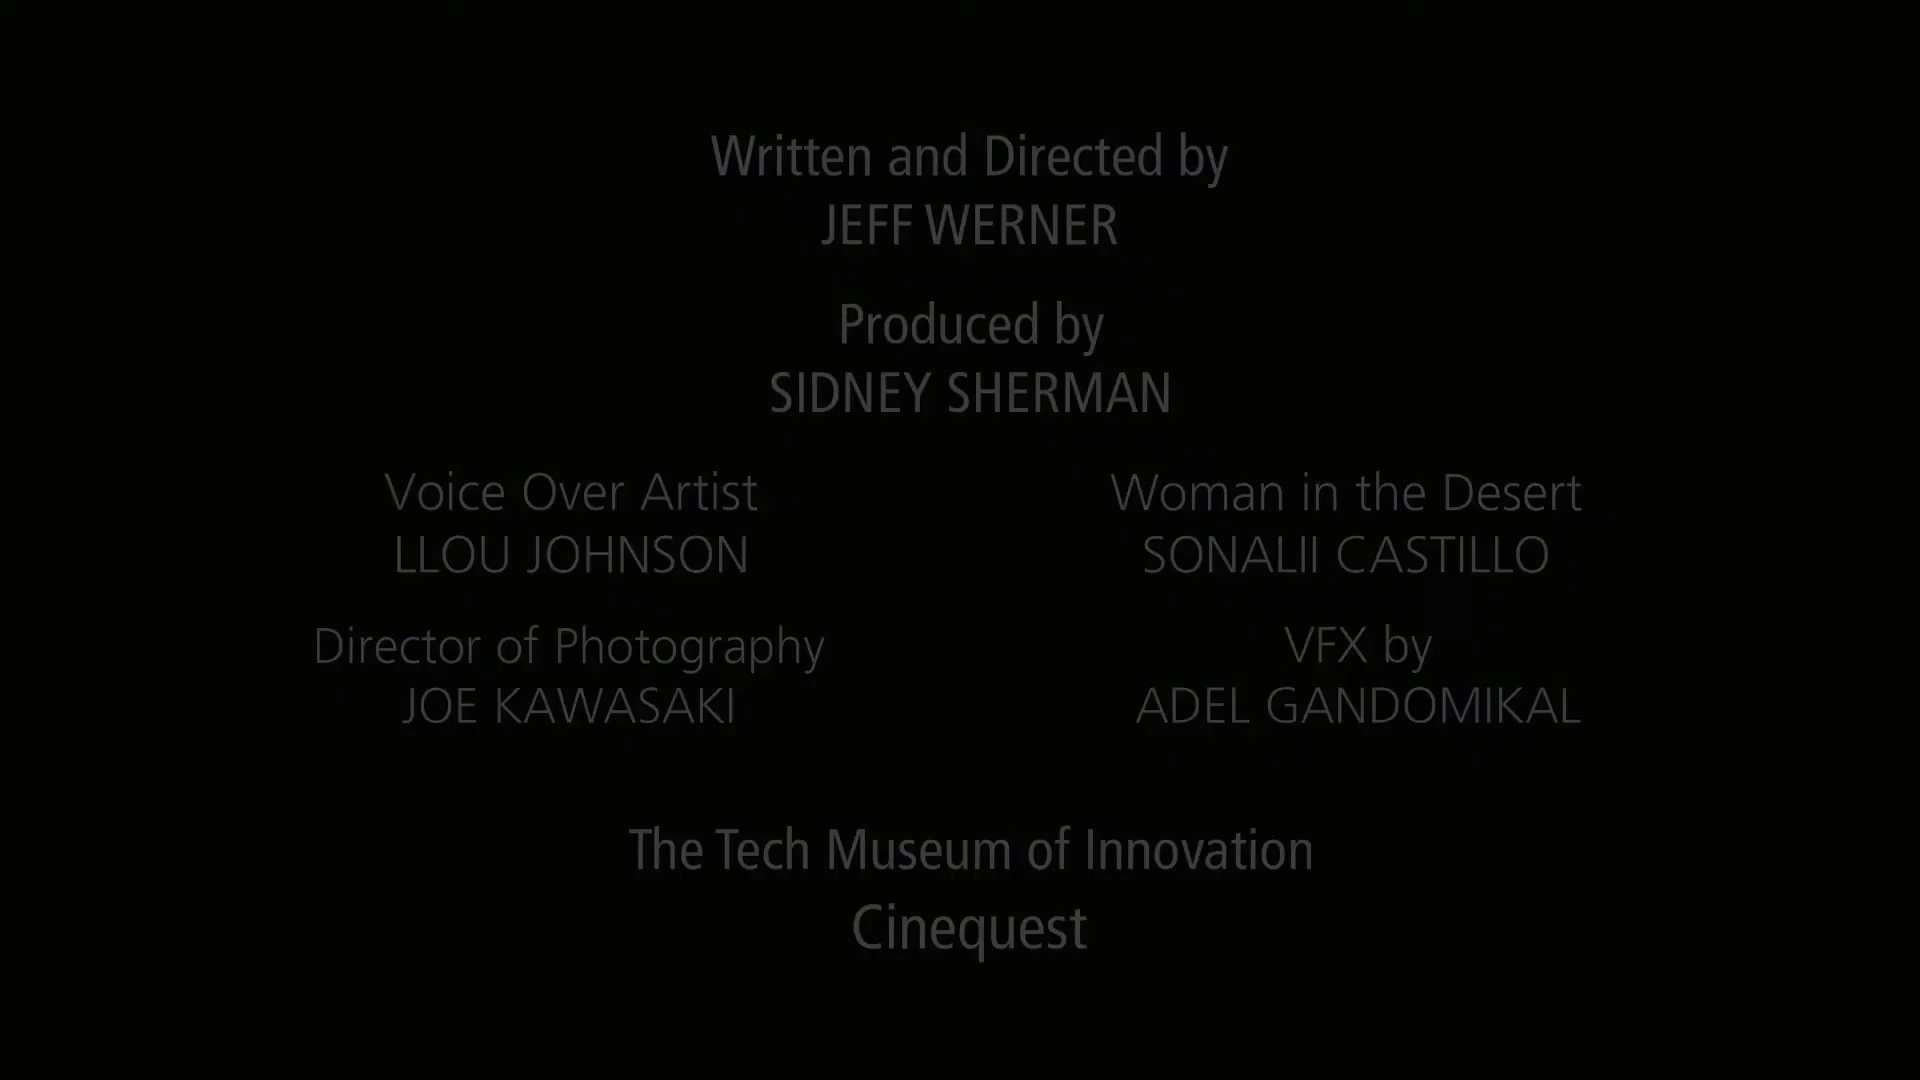 Written and Directed by
JEFF WERNER
Produced by
SIDNEY SHERMAN
Voice Over Artist
LLOU JOHNSON
Woman in the Desert
SONALII CASTILLO
Director of Photography
JOE KAWASAKI
VFX by
ADEL GANDOMIKAL
The Tech Museum of Innovation
Cinequest